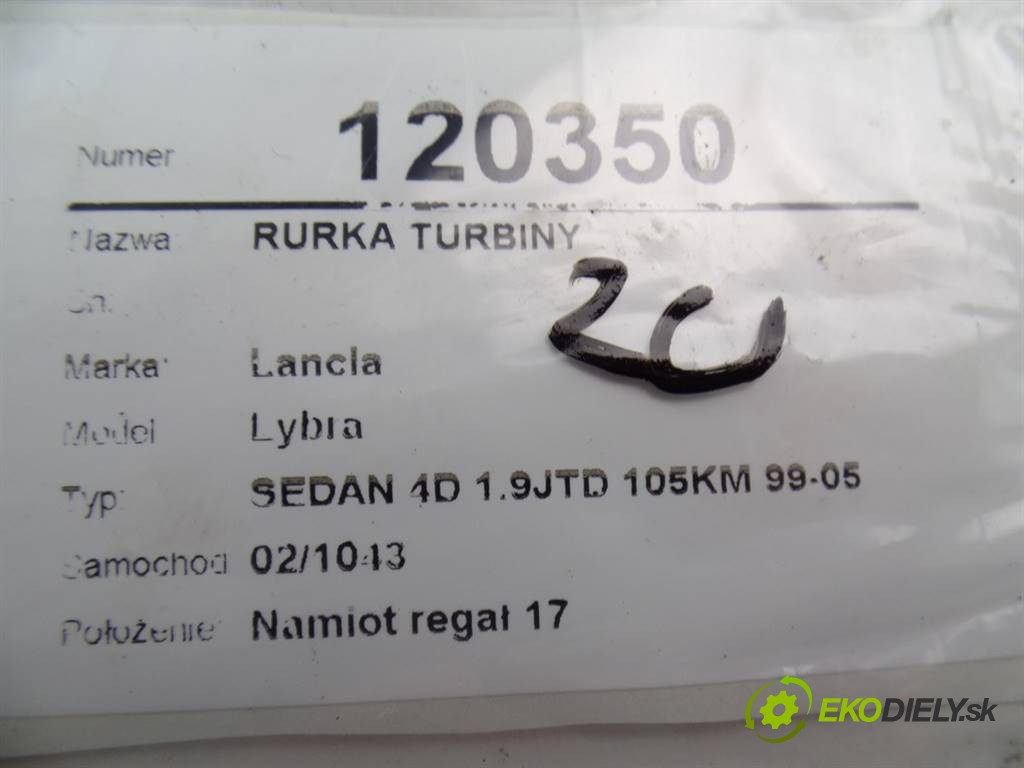 Numer 120350
Nazwa: RURKA TURBINY
Marka: Lancia
Model Lybra
Typ: SEDAN 4D 1.9JTD 105KM 99-05
Samochod 02/1043
Położenie: Namiot regał 17
EKODIELY.sk